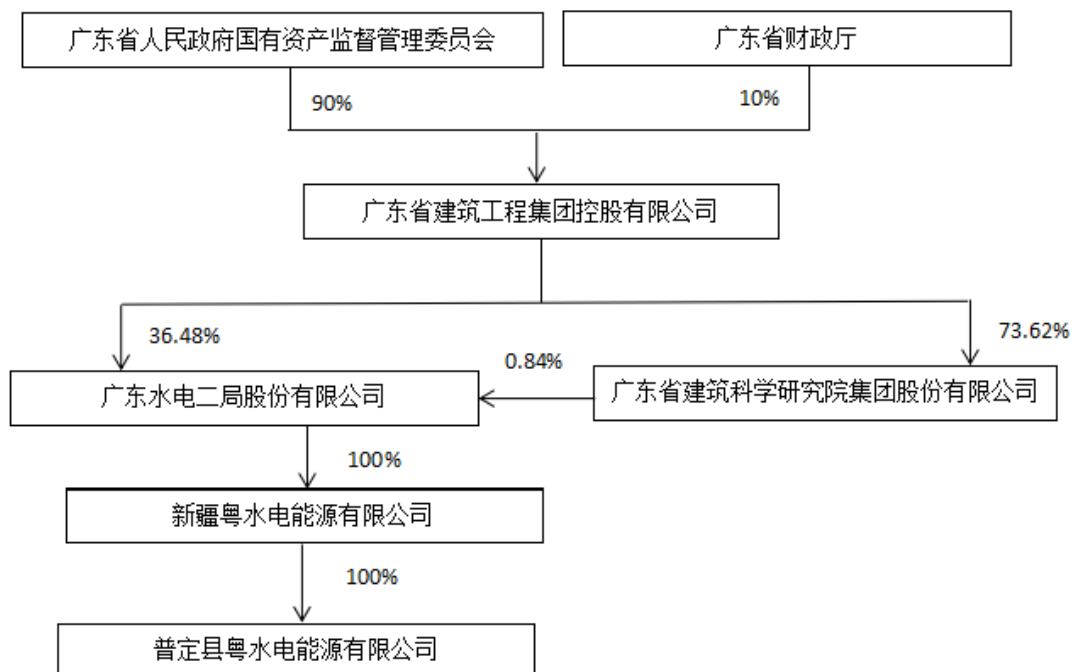 广东省人民政府国有资产监督管理委员会
广东省财政厅
90%
10%
广东省建筑工程集团控股有限公司
36.48%
73.62%
0.84%
广东水电二局股份有限公司
广东省建筑科学研究院集团股份有限公司
100%
新疆粤水电能源有限公司
100%
普定县粤水电能源有限公司